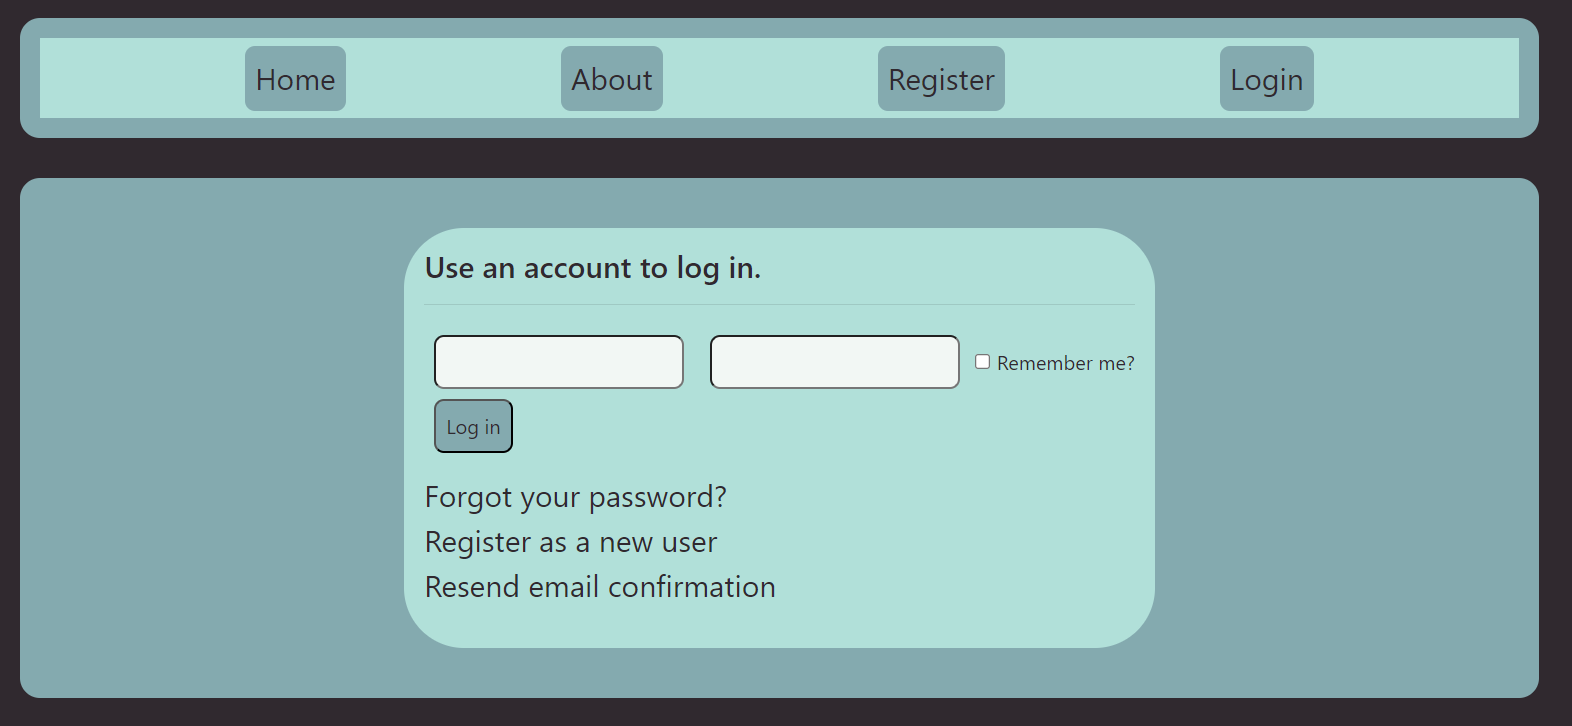 Home About Register Login
Use an account to log in.
Remember me?
Log in
Forgot your password?
Register as a new user
Resend email confirmation